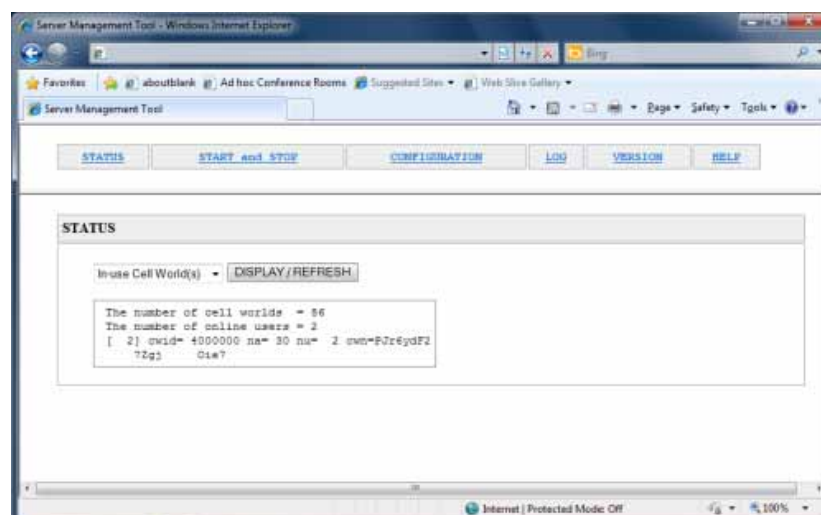 Server Management Tool - Windows Internet Explorer
Bing
Favorites aboutblank Ad hoc Conference Rooms Suggested Sites Web Slice Gallery
Server Management Tool Page Safety Tools
STATUS START and STOP CONFIGURATION LOG VERSION HELP
STATUS
In-use Cell World(s) DISPLAY / REFRESH
The number of cell worlds = 86
The number of online users = 2
[ 2] cwid= 4000000 na= 30 nu= 2 cwn=PJr6ydF2
?Zgj Oie?
Internet | Protected Mode: Off 100%